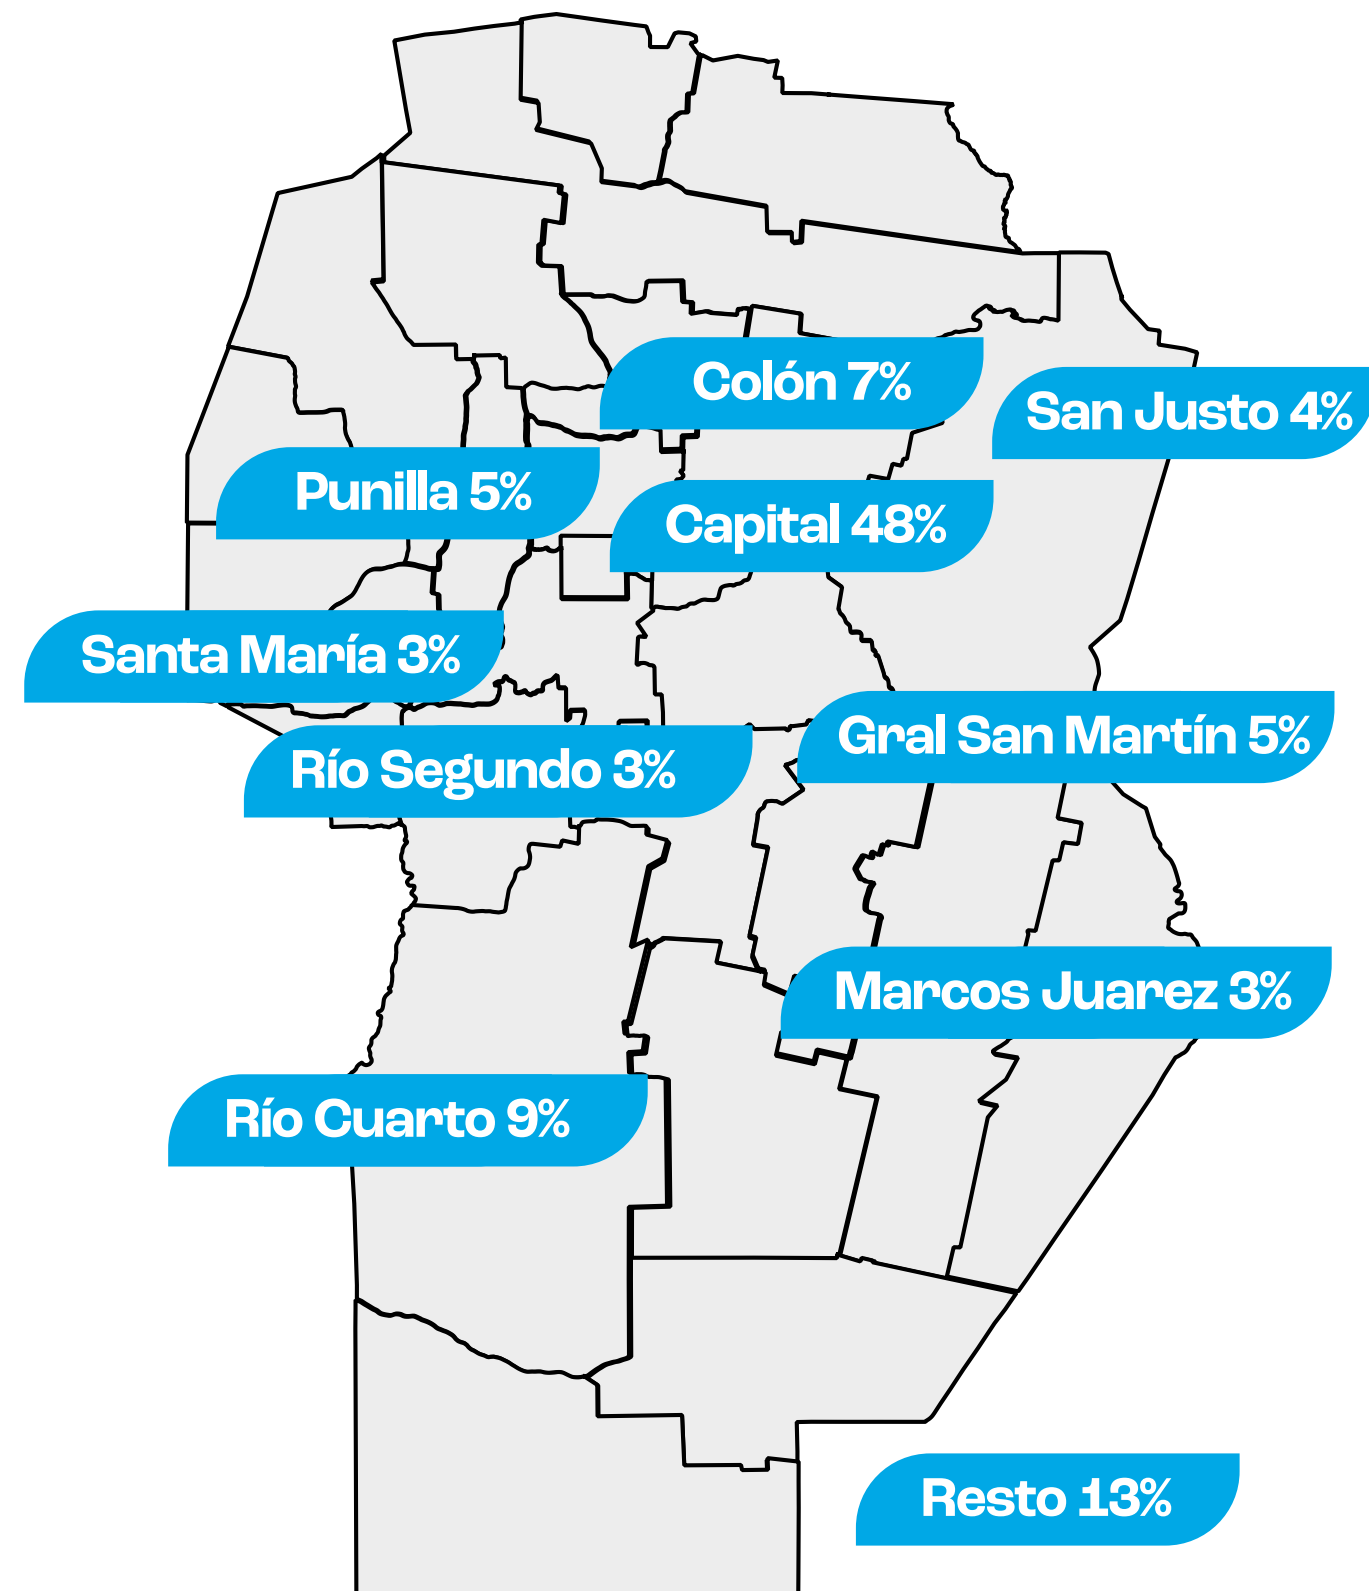 Colón 7%
San Justo 4%
Punilla 5%
Capital 48%
Santa María 3%
Gral San Martín 5%
Río Segundo 3%
Marcos Juarez 3%
Río Cuarto 9%
Resto 13%